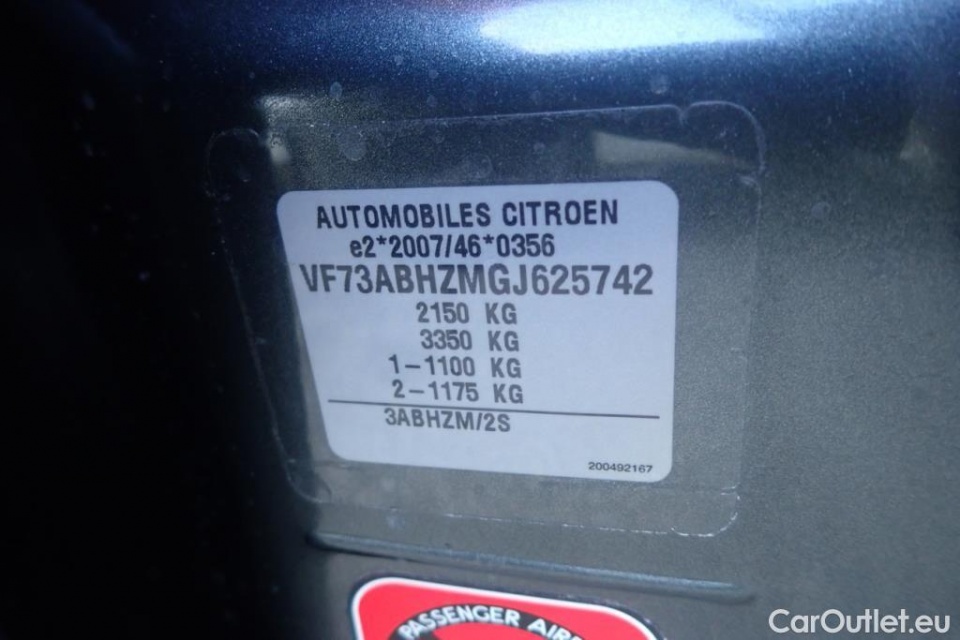 AUTOMOBILES CITROEN
e2*2007/46*0356
VF73ABHZMGJ625742
2150 KG
3350 KG
1-1100 KG
2-1175 KG
3ABHZM/2S
200492167
PASSENGER
CarOutlet.eu